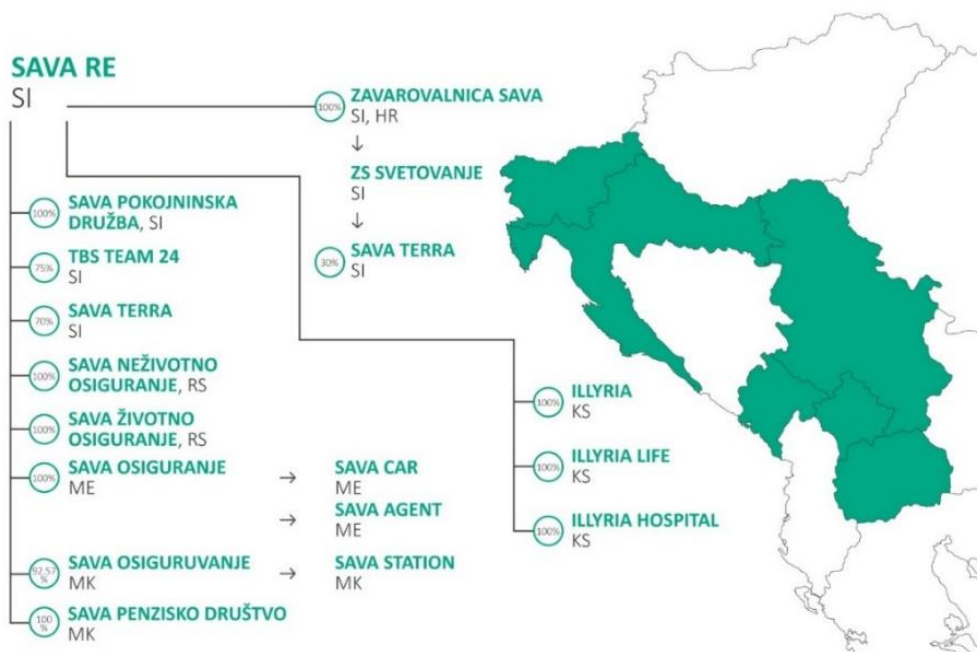 SAVA RE
SI
100%
SAVA POKOJNINSKA
DRUŽBA, SI
75%
TBS TEAM 24
SI
70%
SAVA TERRA
SI
100%
SAVA NEŽIVOTNO
OSIGURANJE, RS
100%
SAVA ŽIVOTNO
OSIGURANJE, RS
100%
SAVA OSIGURANJE
ME
→
SAVA CAR
ME
→
SAVA AGENT
ME
92,57
%
SAVA OSIGURUVANJE
MK
→
SAVA STATION
MK
100
%
SAVA PENZISKO DRUŠTVO
MK
100%
ZAVAROVALNICA SAVA
SI, HR
↓
ZS SVETOVANJE
SI
↓
30%
SAVA TERRA
SI
100%
ILLYRIA
KS
100%
ILLYRIA LIFE
KS
100%
ILLYRIA HOSPITAL
KS